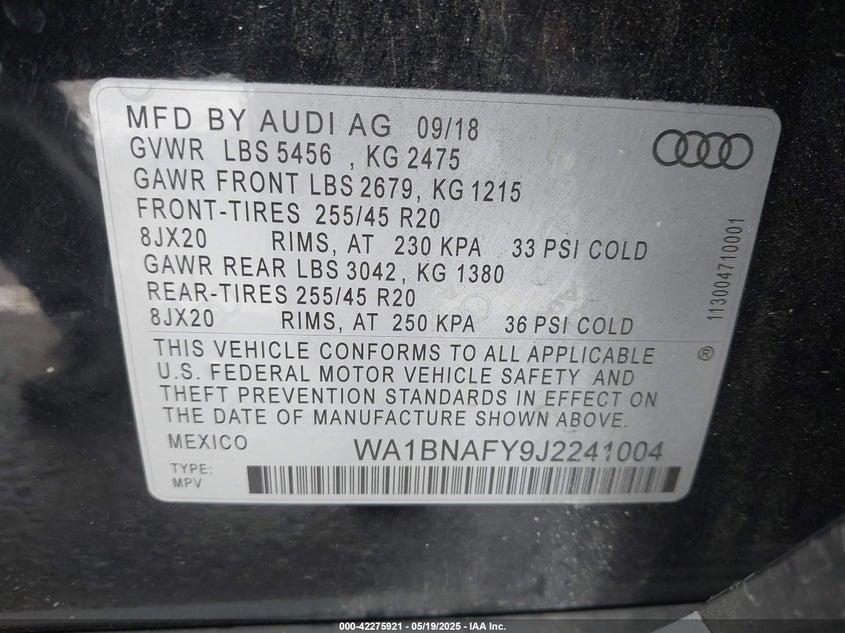 MFD BY AUDI AG 09/18
GVWR LBS 5456 , KG 2475
GAWR FRONT LBS 2679, KG 1215
FRONT-TIRES 255/45 R20
8JX20 RIMS, AT 230 KPA 33 PSI COLD
GAWR REAR LBS 3042, KG 1380
REAR-TIRES 255/45 R20
8JX20 RIMS, AT 250 KPA 36 PSI COLD
THIS VEHICLE CONFORMS TO ALL APPLICABLE
U.S. FEDERAL MOTOR VEHICLE SAFETY AND
THEFT PREVENTION STANDARDS IN EFFECT ON
THE DATE OF MANUFACTURE SHOWN ABOVE.
MEXICO WA1BNAFY9J2241004
TYPE:
MPV
113004710001
®
000-42275921 - 05/19/2025 - IAA Inc.